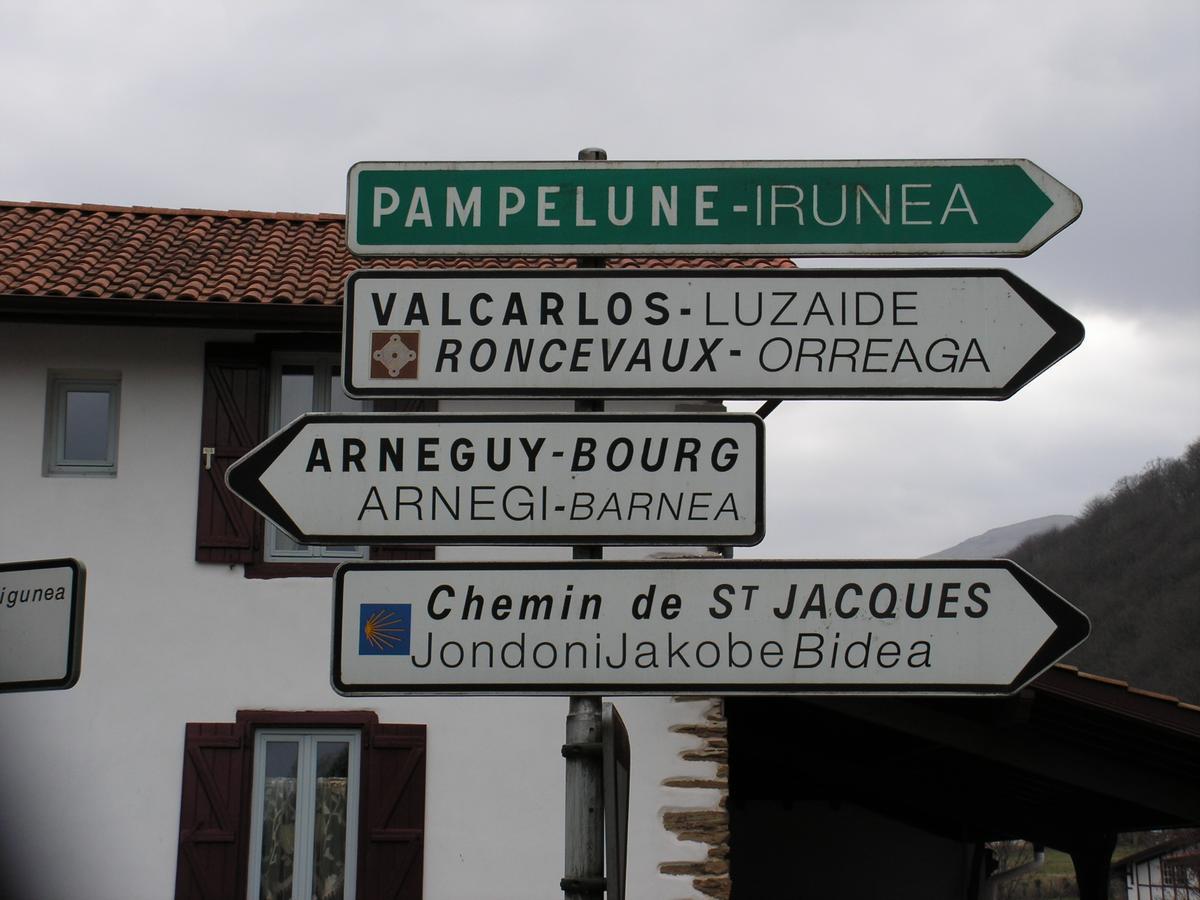 PAMPELUNE-IRUNEA
VALCARLOS-LUZAIDE
RONCEVAUX-ORREAGA
ARNEGUY-BOURG
ARNEGI-BARNEA
igunea
Chemin de ST JACQUES
JondoniJakobeBidea